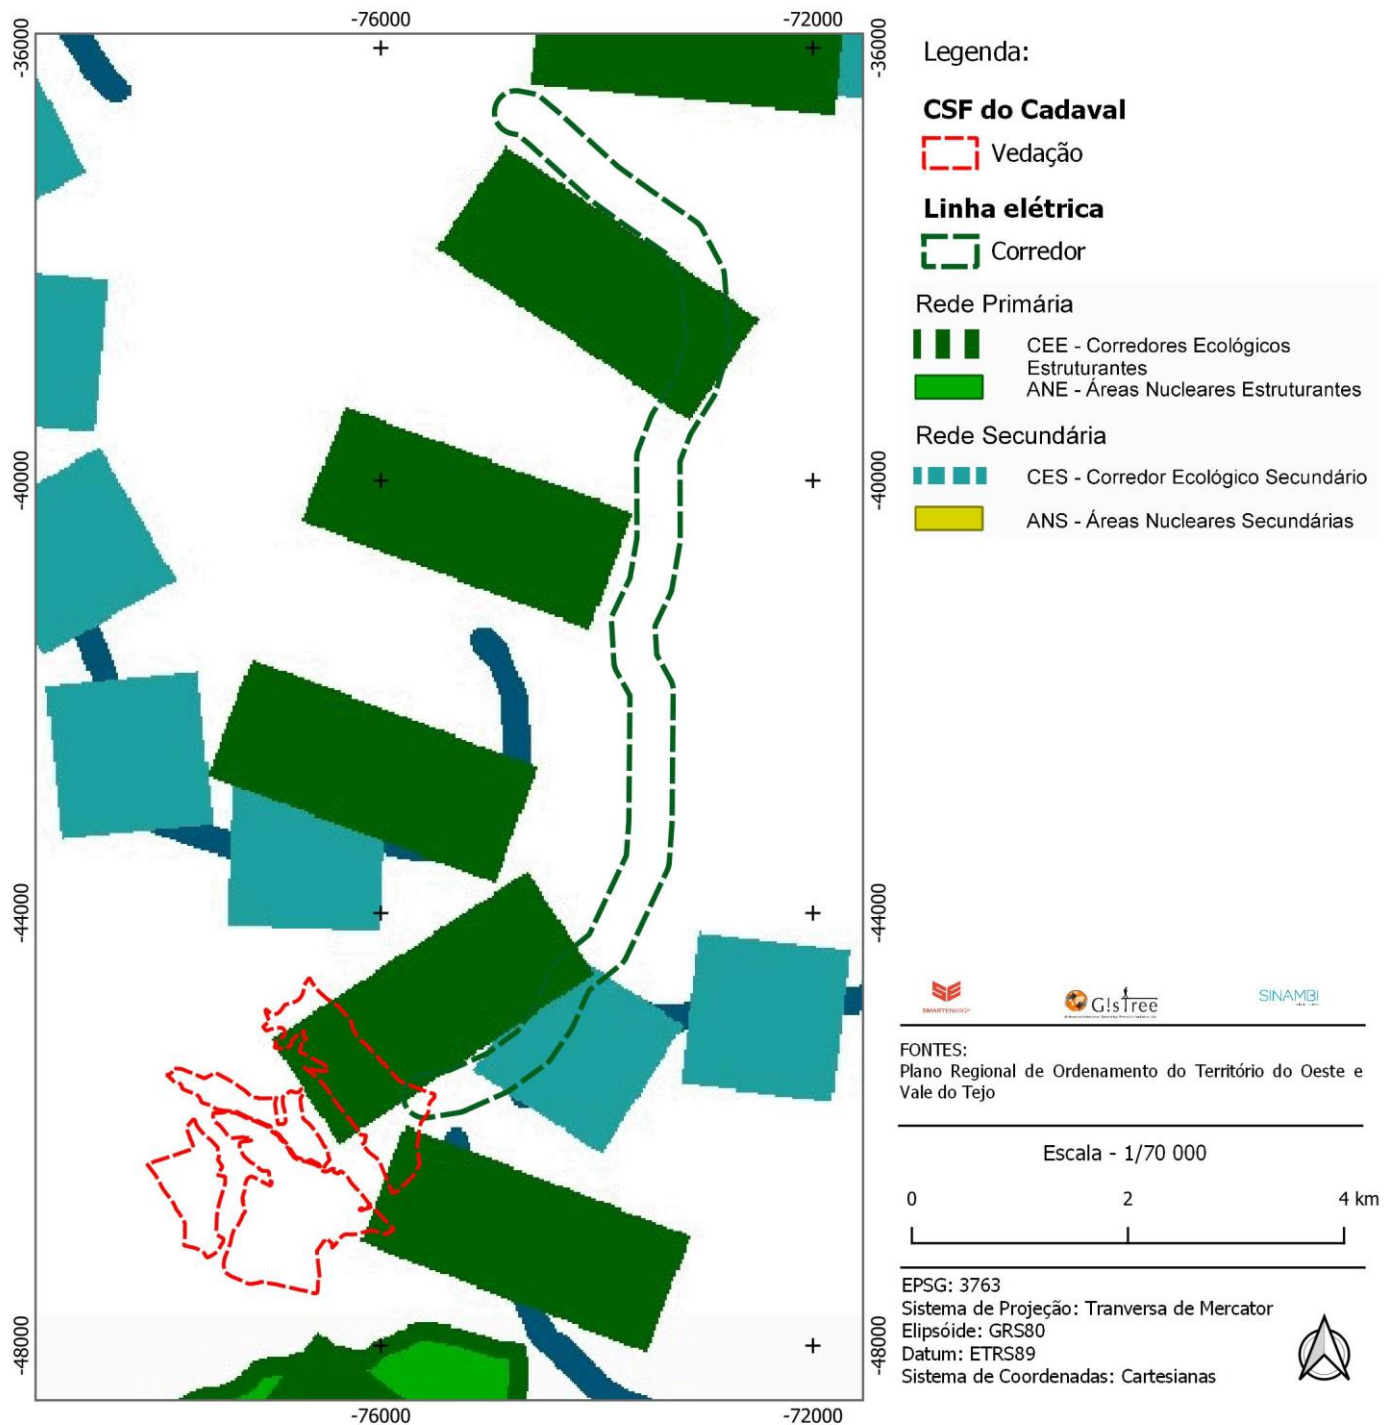 -76000
-72000
-36000
-36000
-40000
-40000
-44000
-44000
-48000
-48000
-76000
-72000
Legenda:
CSF do Cadaval
Vedação
Linha elétrica
Corredor
Rede Primária
CEE - Corredores Ecológicos
Estruturantes
ANE - Áreas Nucleares Estruturantes
Rede Secundária
CES - Corredor Ecológico Secundário
ANS - Áreas Nucleares Secundárias
SMARTENERGY
G!sTree
SINAMBI
FONTES:
Plano Regional de Ordenamento do Território do Oeste e
Vale do Tejo
Escala - 1/70 000
0 2 4 km
EPSG: 3763
Sistema de Projeção: Tranversa de Mercator
Elipsóide: GRS80
Datum: ETRS89
Sistema de Coordenadas: Cartesianas